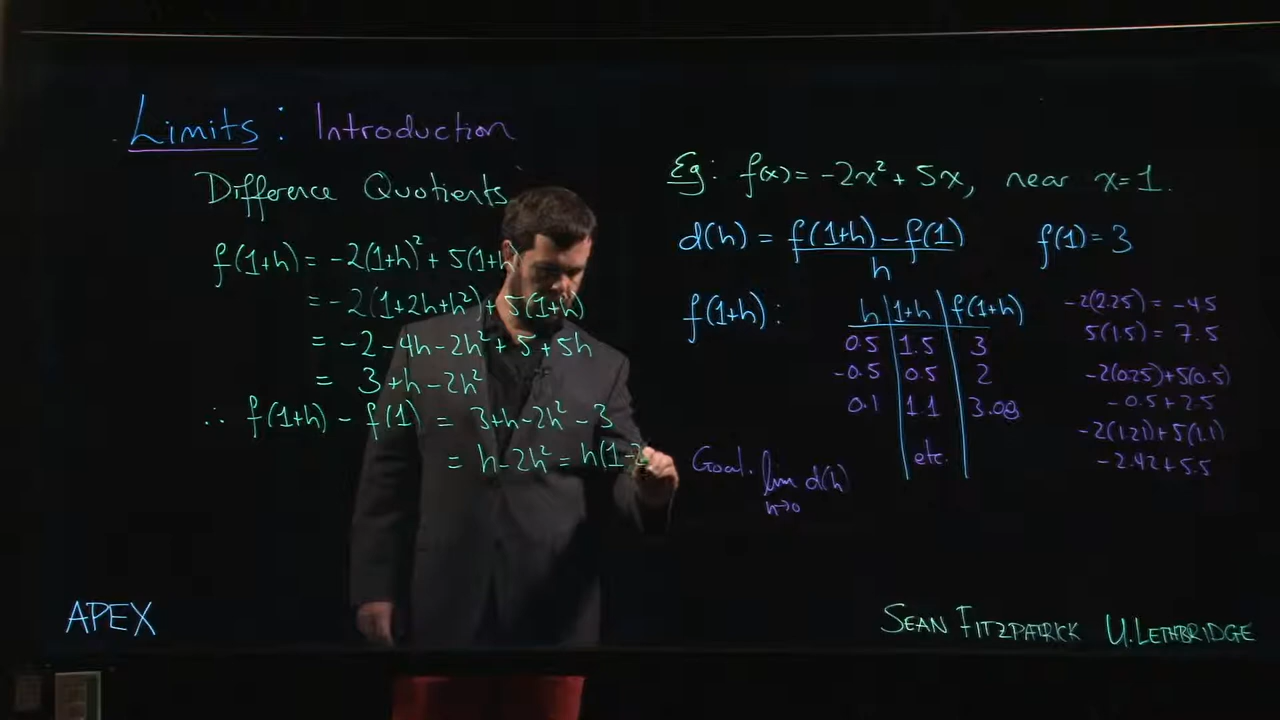 Limits: Introduction
Difference Quotients
f(1+h) = -2(1+h)² + 5(1+h)
= -2(1+2h+h²) + 5(1+h)
= -2-4h-2h² + 5 + 5h
= 3+h-2h²
∴ f(1+h) - f(1) = 3+h-2h² - 3
= h-2h² = h(1-2
Eg: f(x) = -2x² + 5x, near x=1.
d(h) = f(1+h) - f(1) / h
f(1) = 3
f(1+h):
h | 1+h | f(1+h)
0.5 | 1.5 | 3
-0.5 | 0.5 | 2
0.1 | 1.1 | 3.08
etc.
-2(2.25) = -4.5
5(1.5) = 7.5
-2(0.25)+5(0.5)
-0.5+2.5
-2(1.21)+5(1.1)
-2.42+5.5
Goal. lim d(h)
h→0
APEX
SEAN FITZPATRICK U.LETHBRIDGE